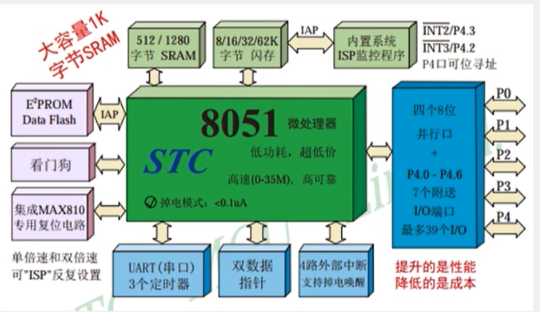 大容量1K
字节SRAM
512 / 1280
字节 SRAM
8/16/32/62K
字节 闪存
IAP
内置系统
ISP监控程序
INT2/P4.3
INT3/P4.2
P4口可位寻址
E²PROM
Data Flash
IAP
看门狗
集成MAX810
专用复位电路
单倍速和双倍速
可"ISP"反复设置
8051 微处理器
STC
低功耗，超低价
高速(0-35M)，高可靠
掉电模式：<0.1uA
四个8位
并行口
+
P4.0 - P4.6
7个附送
I/O端口
最多39个I/O
P0
P1
P2
P3
P4
UART(串口)
3个定时器
双数据
指针
4路外部中断
支持掉电唤醒
提升的是性能
降低的是成本